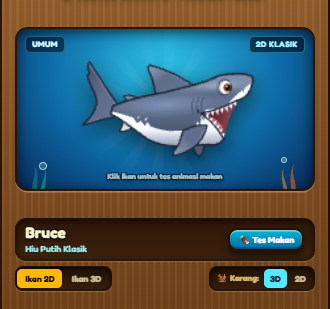 UMUM
2D KLASIK
Klik ikan untuk tes animasi makan
Bruce
Hiu Putih Klasik
Tes Makan
Ikan 2D
Ikan 3D
Karang:
3D
2D